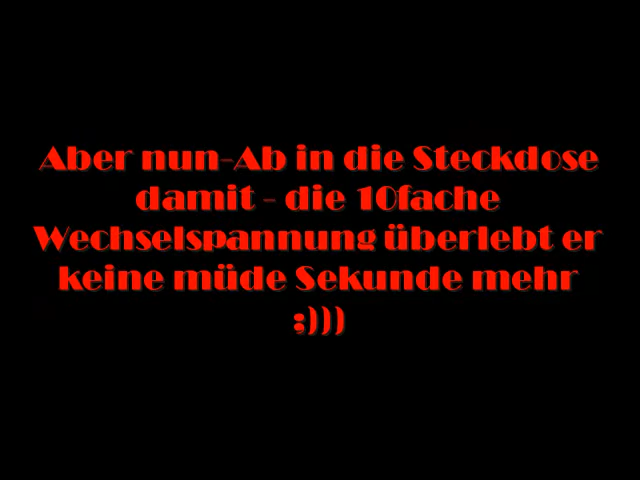 Aber nun-Ab in die Steckdose
damit - die 10fache
Wechselspannung überlebt er
keine müde Sekunde mehr
;)))